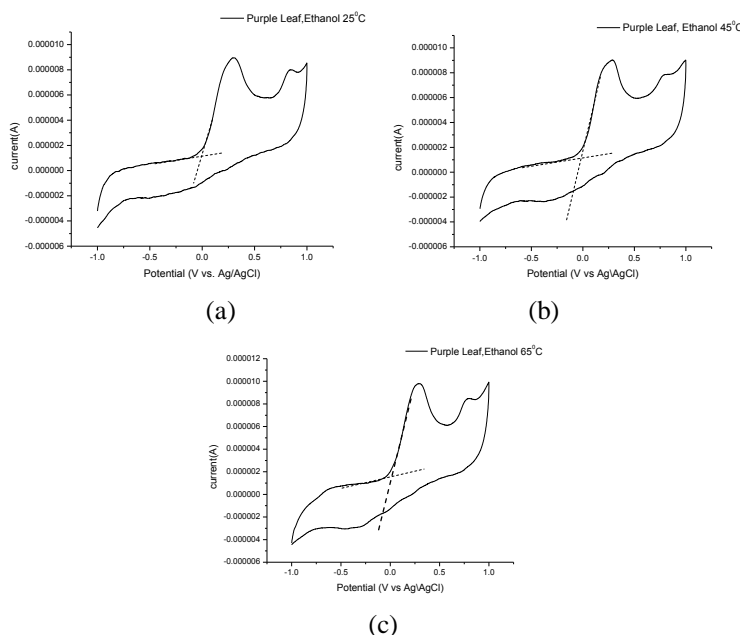 Purple Leaf,Ethanol 25⁰C
0.000010
0.000008
0.000006
0.000004
0.000002
0.000000
-0.000002
-0.000004
-0.000006
current(A)
-1.0 -0.5 0.0 0.5 1.0
Potential (V vs. Ag/AgCl)
(a)
Purple Leaf, Ethanol 45⁰C
0.000010
0.000008
0.000006
0.000004
0.000002
0.000000
-0.000002
-0.000004
-0.000006
current(A)
-1.0 -0.5 0.0 0.5 1.0
Potential (V vs Ag\AgCl)
(b)
Purple Leaf,Ethanol 65⁰C
0.000012
0.000010
0.000008
0.000006
0.000004
0.000002
0.000000
-0.000002
-0.000004
-0.000006
current(A)
-1.0 -0.5 0.0 0.5 1.0
Potential (V vs Ag\AgCl)
(c)